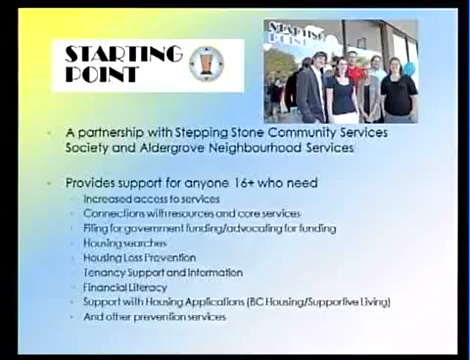 STARTING
POINT
STARTING
POINT
A partnership with Stepping Stone Community Services
Society and Aldergrove Neighbourhood Services
Provides support for anyone 16+ who need
Increased access to services
Connections with resources and core services
Filing for government funding/advocating for funding
Housing searches
Housing Loss Prevention
Tenancy Support and Information
Financial Literacy
Support with Housing Applications (BC Housing/Supportive Living)
And other prevention services